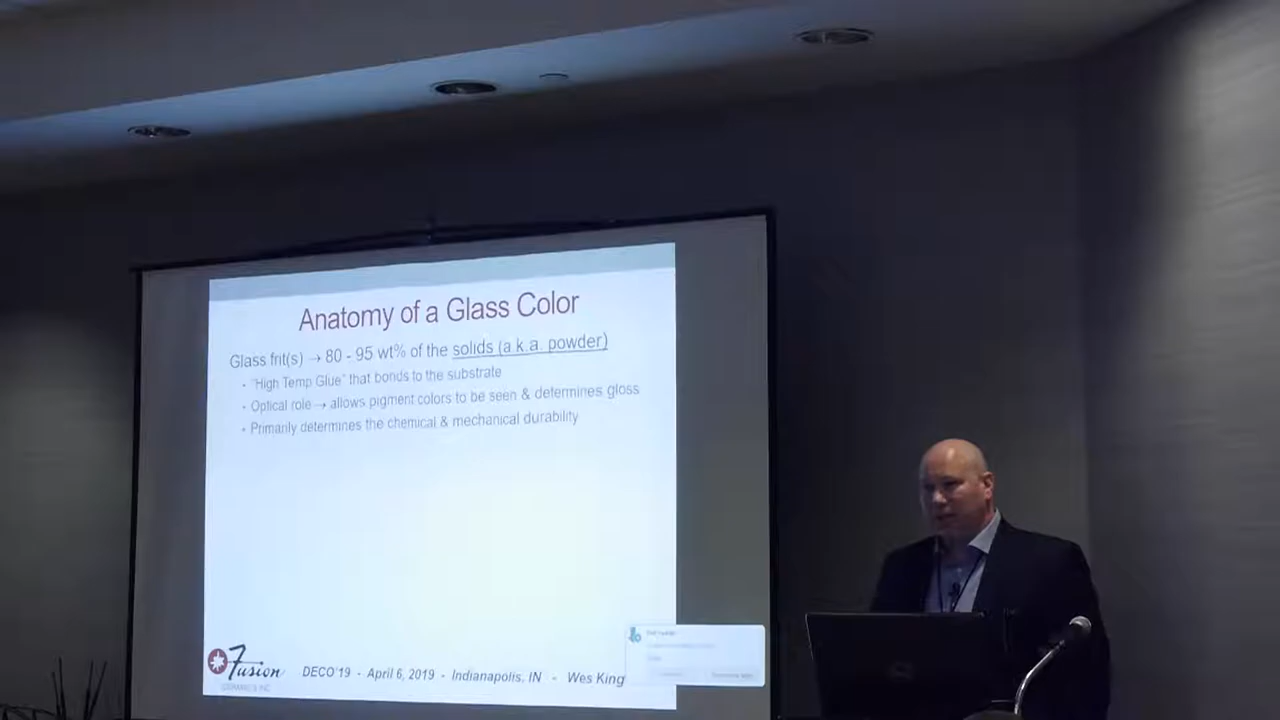 Anatomy of a Glass Color
Glass frit(s) → 80 - 95 wt% of the solids (a.k.a. powder)
• "High Temp Glue" that bonds to the substrate
• Optical role → allows pigment colors to be seen & determines gloss
• Primarily determines the chemical & mechanical durability
Fusion
CERAMICS INC
DECO'19 - April 6, 2019 - Indianapolis, IN - Wes King